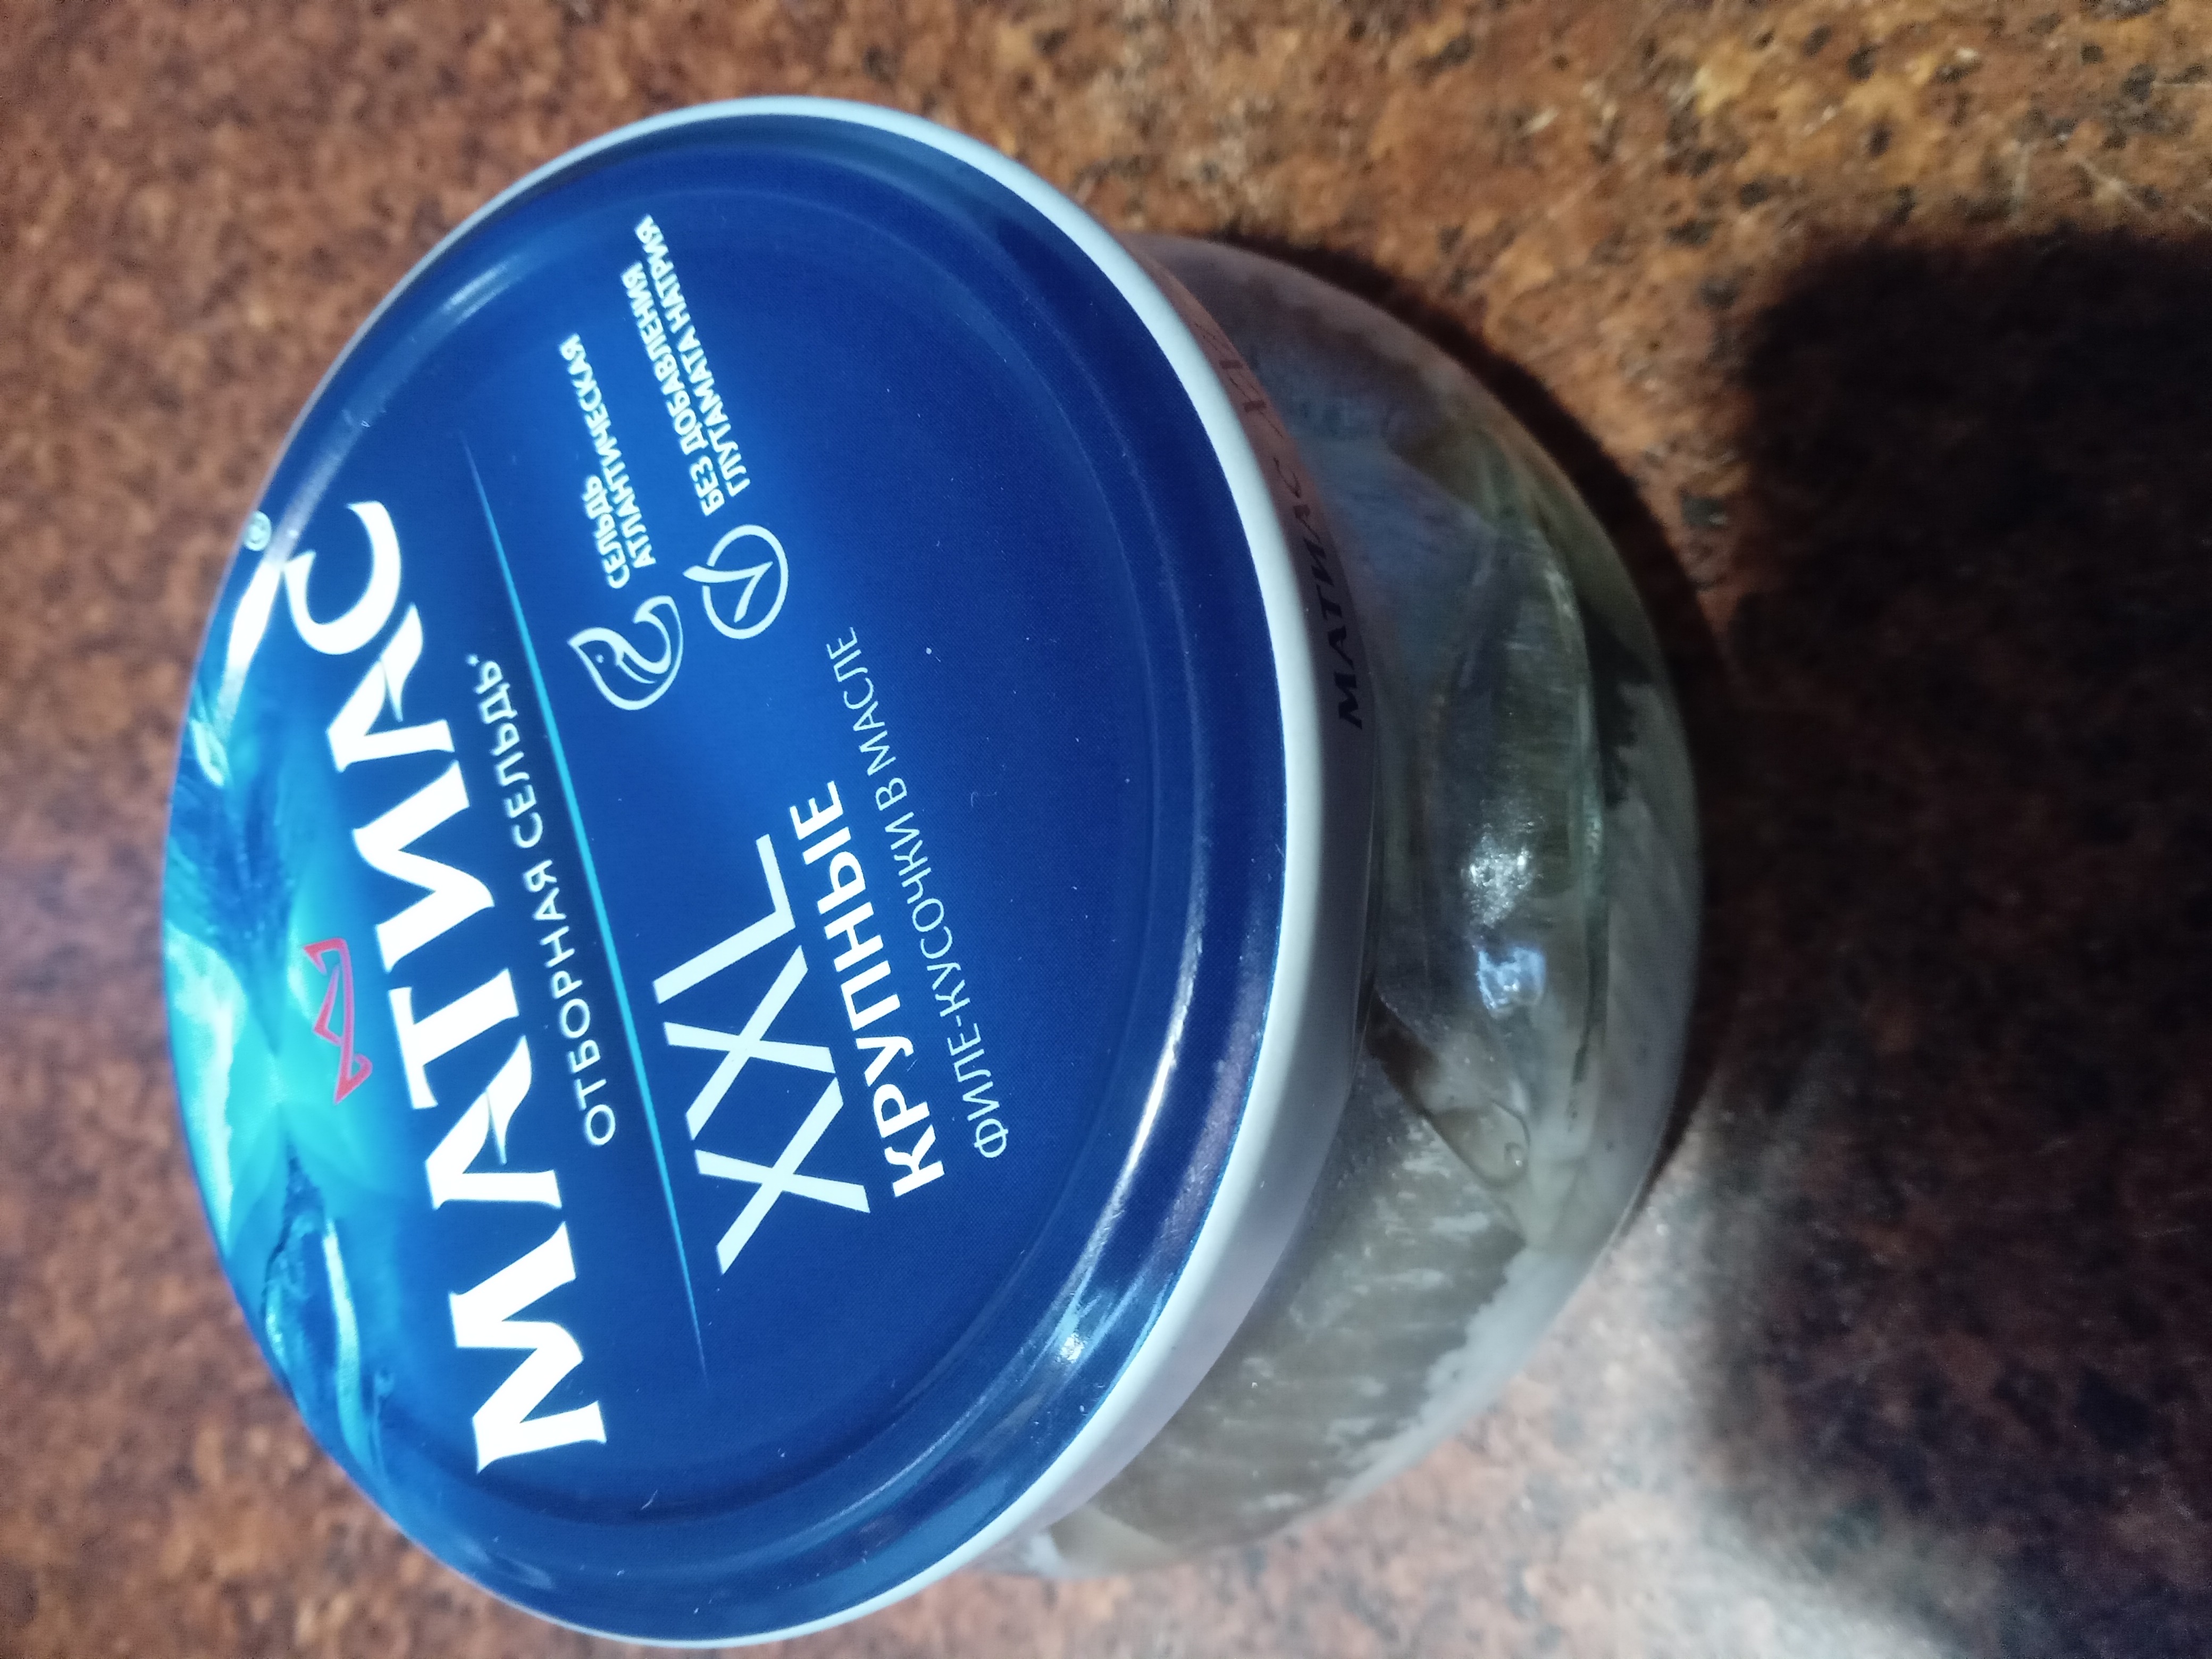 МАТИАС®
ОТБОРНАЯ СЕЛЬДЬ
СЕЛЬДЬ
АТЛАНТИЧЕСКАЯ
БЕЗ ДОБАВЛЕНИЯ
ГЛУТАМАТА НАТРИЯ
XXL
КРУПНЫЕ
ФИЛЕ-КУСОЧКИ В МАСЛЕ
МАТИАС